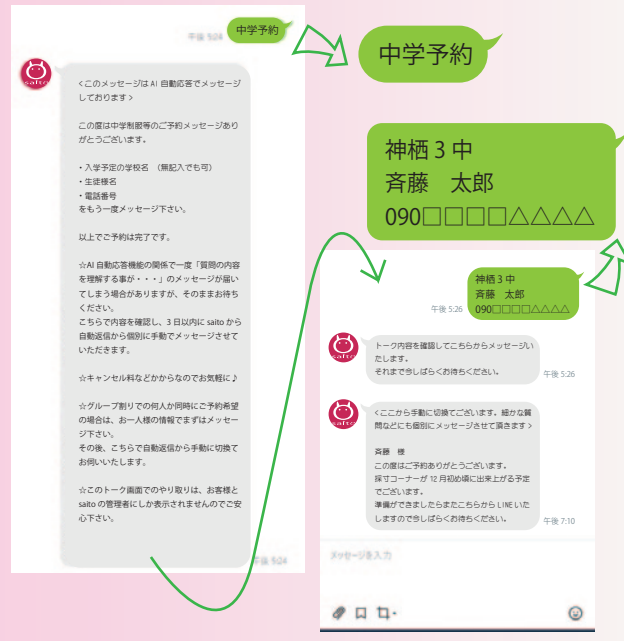 中学予約
午後 5:24
saito
<このメッセージは AI 自動応答でメッセージ
しております>
この度は中学制服等のご予約メッセージあり
がとうございます。
・入学予定の学校名　(無記入でも可)
・生徒様名
・電話番号
をもう一度メッセージ下さい。
以上でご予約は完了です。
☆AI 自動応答機能の関係で一度「質問の内容
を理解する事が・・・」のメッセージが届い
てしまう場合がありますが、そのままお待ち
ください。
こちらで内容を確認し、3 日以内に saito から
自動返信から個別に手動でメッセージさせて
いただきます。
☆キャンセル料などかからなのでお気軽に♪
☆グループ割りでの何人か同時にご予約希望
の場合は、お一人様の情報でまずはメッセー
ジ下さい。
その後、こちらで自動返信から手動に切換て
お伺いいたします。
☆このトーク画面でのやり取りは、お客様と
saito の管理者にしか表示されませんのでご安
心下さい。
午後 5:24
中学予約
神栖 3 中
斉藤　太郎
090□□□□△△△△
神栖 3 中
斉藤　太郎
午後 5:26
090□□□□△△△△
saito
トーク内容を確認してこちらからメッセージい
たします。
それまで今しばらくお待ちください。
午後 5:26
saito
<ここから手動に切換てございます。細かな質
問などにも個別にメッセージさせて頂きます>
斉藤　様
この度はご予約ありがとうございます。
採寸コーナーが 12 月初め頃に出来上がる予定
でございます。
準備ができましたらまたこちらから LINE いた
しますので今しばらくお待ちください。
午後 7:10
メッセージを入力